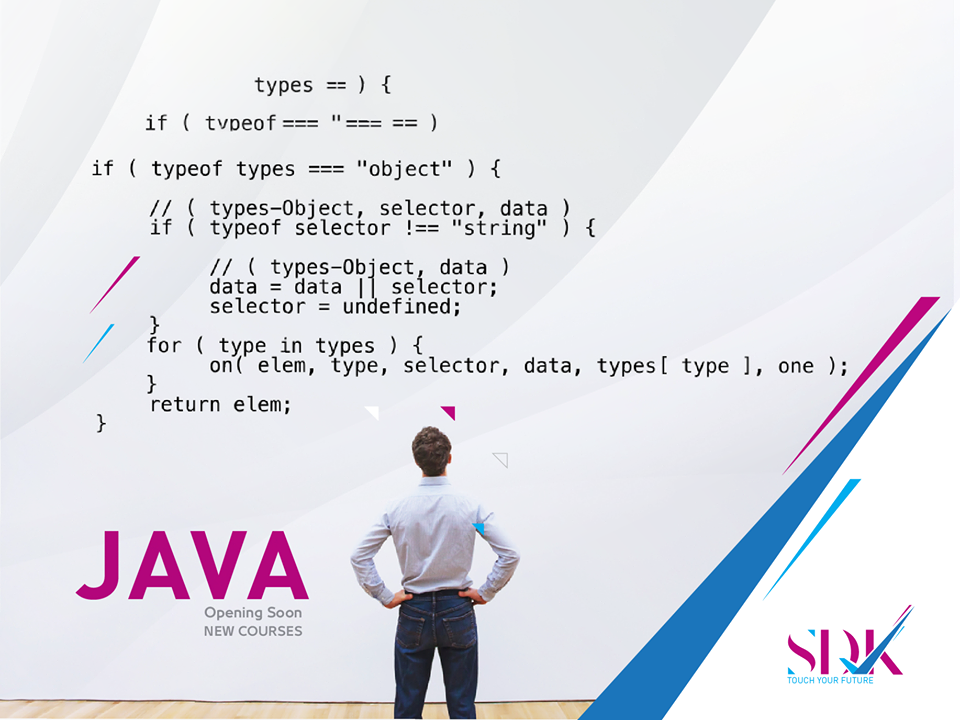 types == ) {
if ( typeof === "=== == )
if ( typeof types === "object" ) {
// ( types-Object, selector, data )
if ( typeof selector !== "string" ) {
// ( types-Object, data )
data = data || selector;
selector = undefined;
}
for ( type in types ) {
on( elem, type, selector, data, types[ type ], one );
}
return elem;
}
JAVA
Opening Soon
NEW COURSES
SDK
TOUCH YOUR FUTURE